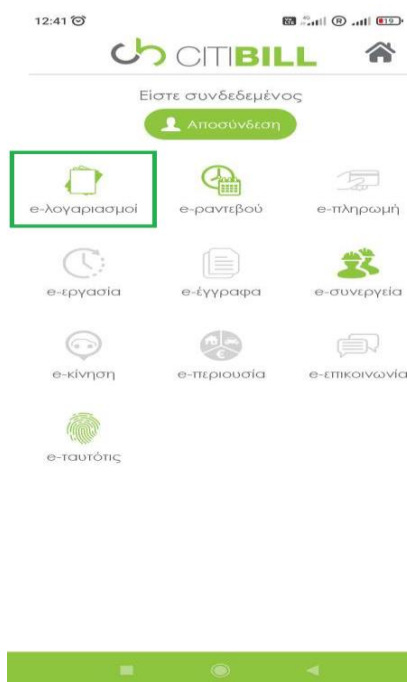 12:41
CITIBILL
Είστε συνδεδεμένος
Αποσύνδεση
e-λογαριασμοί e-ραντεβού e-πληρωμή
e-εργασία e-έγγραφα e-συνεργεία
e-κίνηση e-περιουσία e-επικοινωνία
e-ταυτότις